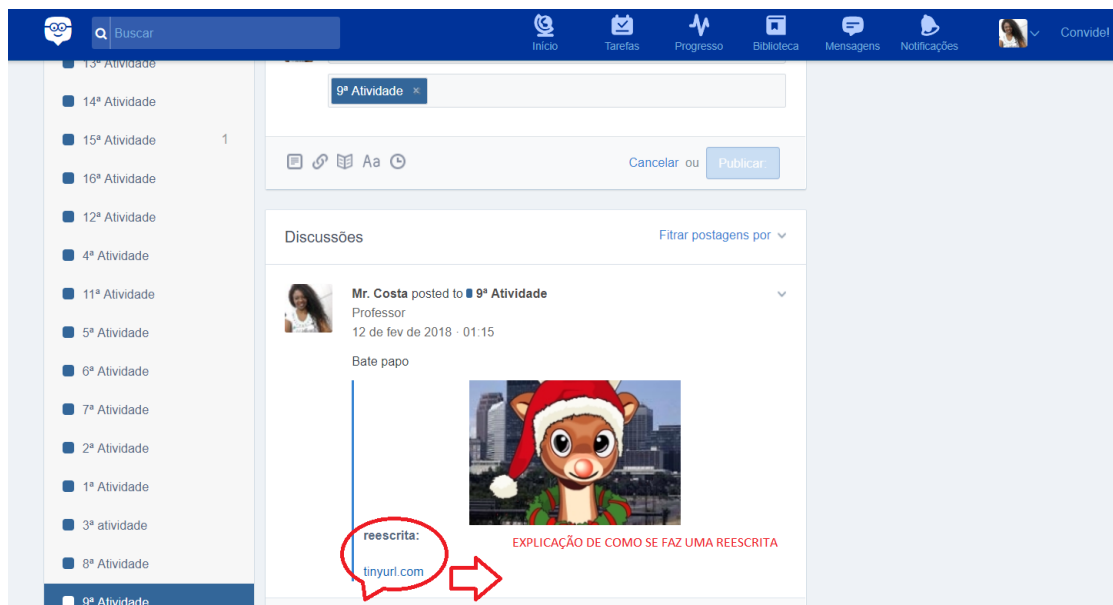 Buscar
Início
Tarefas
Progresso
Biblioteca
Mensagens
Notificações
Convide!
13ª Atividade
14ª Atividade
15ª Atividade 1
16ª Atividade
12ª Atividade
4ª Atividade
11ª Atividade
5ª Atividade
6ª Atividade
7ª Atividade
2ª Atividade
1ª Atividade
3ª atividade
8ª Atividade
9ª Atividade
9ª Atividade ×
Aa
Cancelar ou Publicar:
Discussões
Fitrar postagens por
Mr. Costa posted to 9ª Atividade
Professor
12 de fev de 2018 · 01:15
Bate papo
reescrita:
EXPLICAÇÃO DE COMO SE FAZ UMA REESCRITA
tinyurl.com